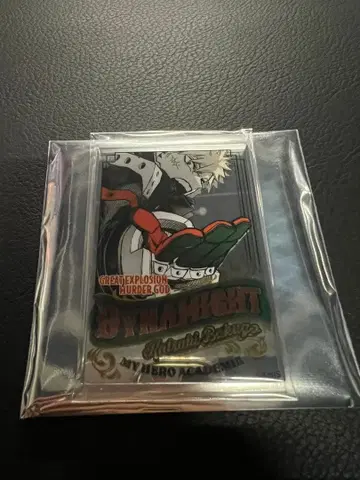 GREAT EXPLOSION
MURDER GOD
DYNAMIGHT
Katsuki Bakugo
MY HERO ACADEMIA